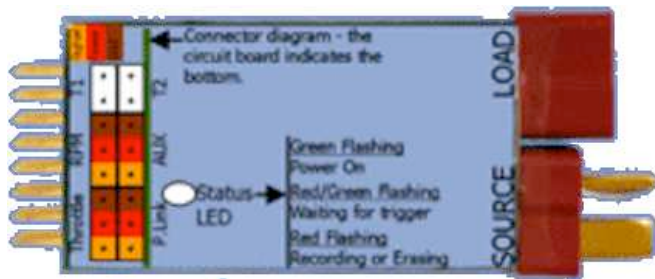 Connector diagram - the
circuit board indicates the
bottom.
LOAD
T1
T2
RPM
AUX
Green Flashing
Power On
Status
LED
Red/Green Flashing
Waiting for trigger
Throttle
P.Link
Red Flashing
Recording or Erasing
SOURCE